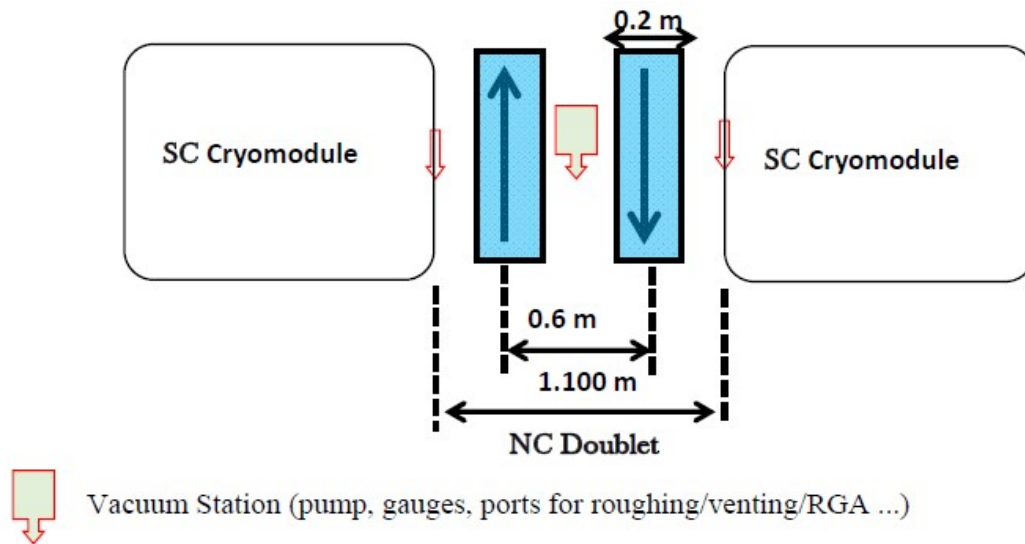 0.2 m
SC Cryomodule
SC Cryomodule
0.6 m
1.100 m
NC Doublet
Vacuum Station (pump, gauges, ports for roughing/venting/RGA ...)